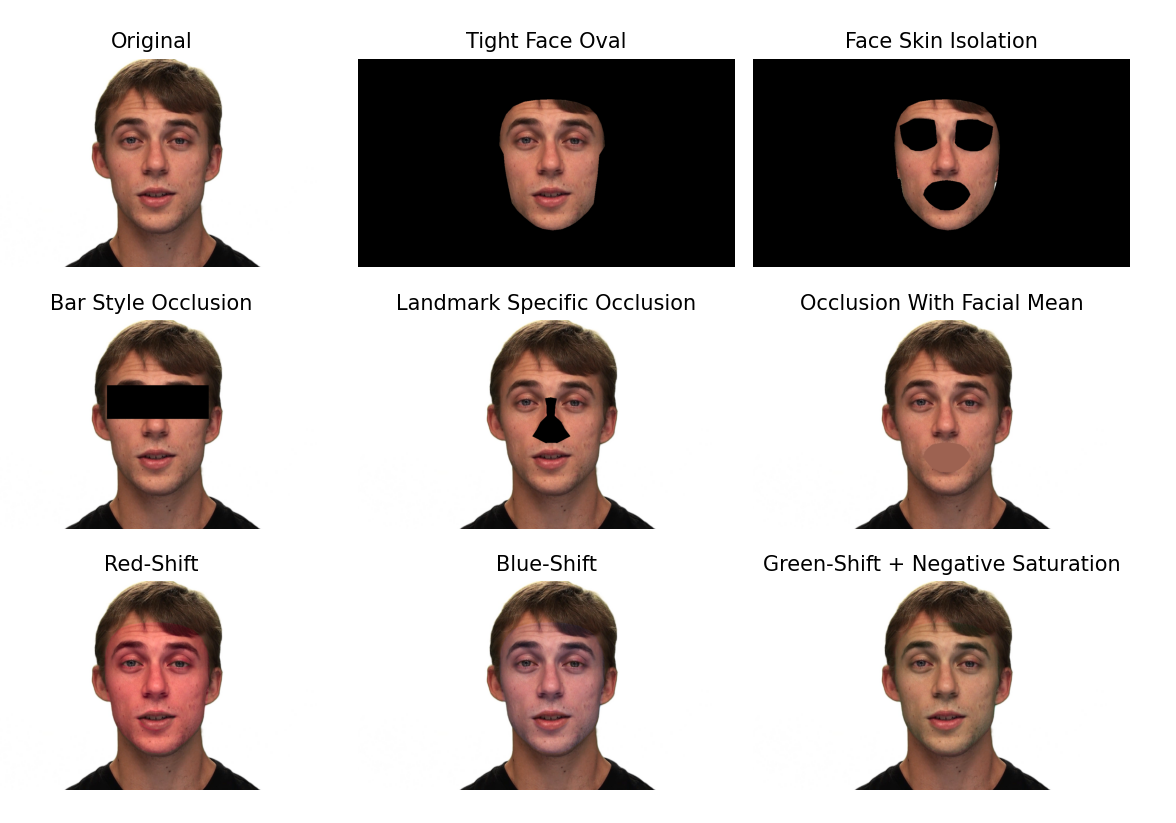 Original
Tight Face Oval
Face Skin Isolation
Bar Style Occlusion
Landmark Specific Occlusion
Occlusion With Facial Mean
Red-Shift
Blue-Shift
Green-Shift + Negative Saturation